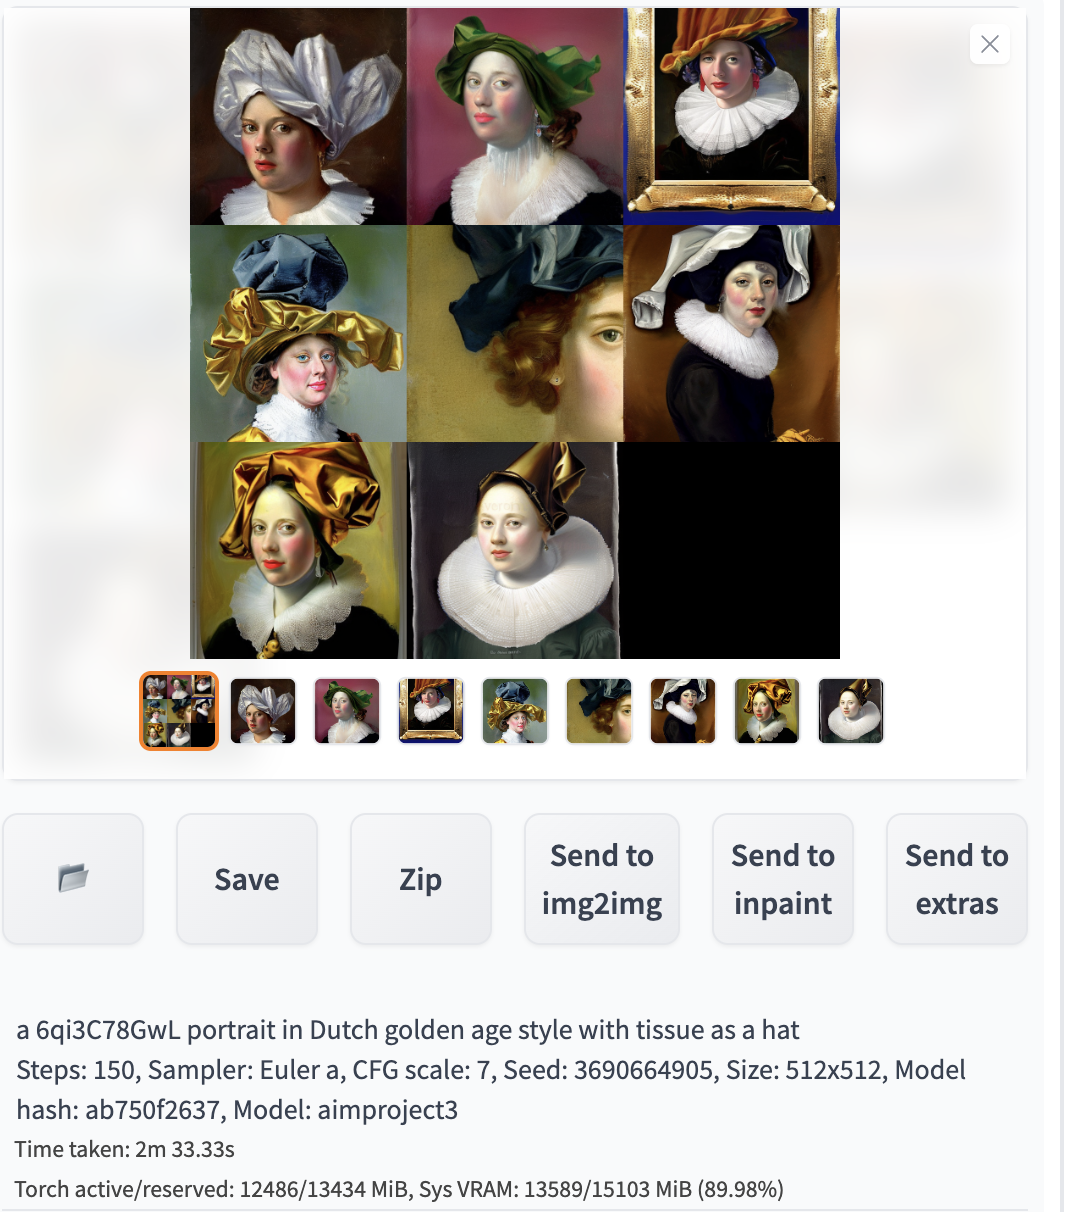 Save
Zip
Send to
img2img
Send to
inpaint
Send to
extras
a 6qi3C78GwL portrait in Dutch golden age style with tissue as a hat
Steps: 150, Sampler: Euler a, CFG scale: 7, Seed: 3690664905, Size: 512x512, Model
hash: ab750f2637, Model: aimproject3
Time taken: 2m 33.33s
Torch active/reserved: 12486/13434 MiB, Sys VRAM: 13589/15103 MiB (89.98%)